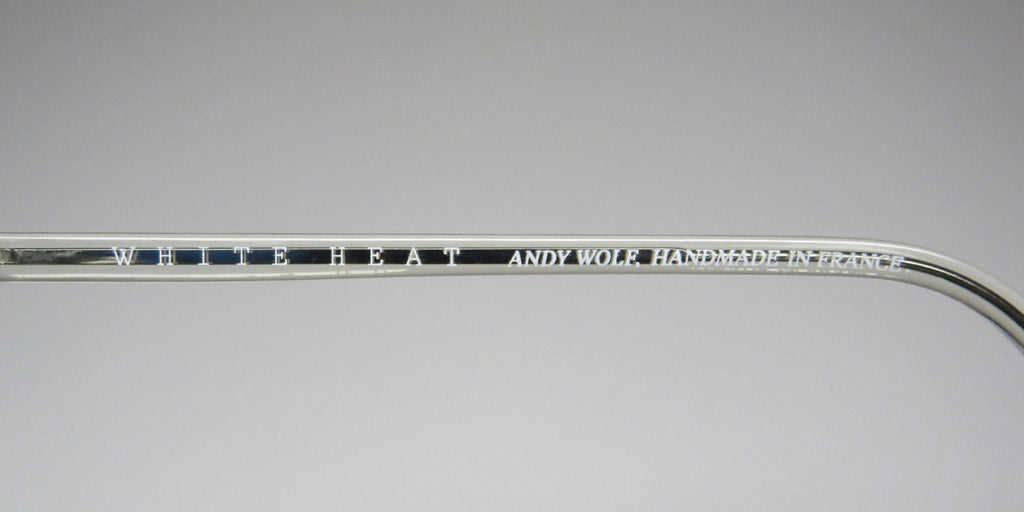 WHITE HEAT ANDY WOLF, HANDMADE IN FRANCE.